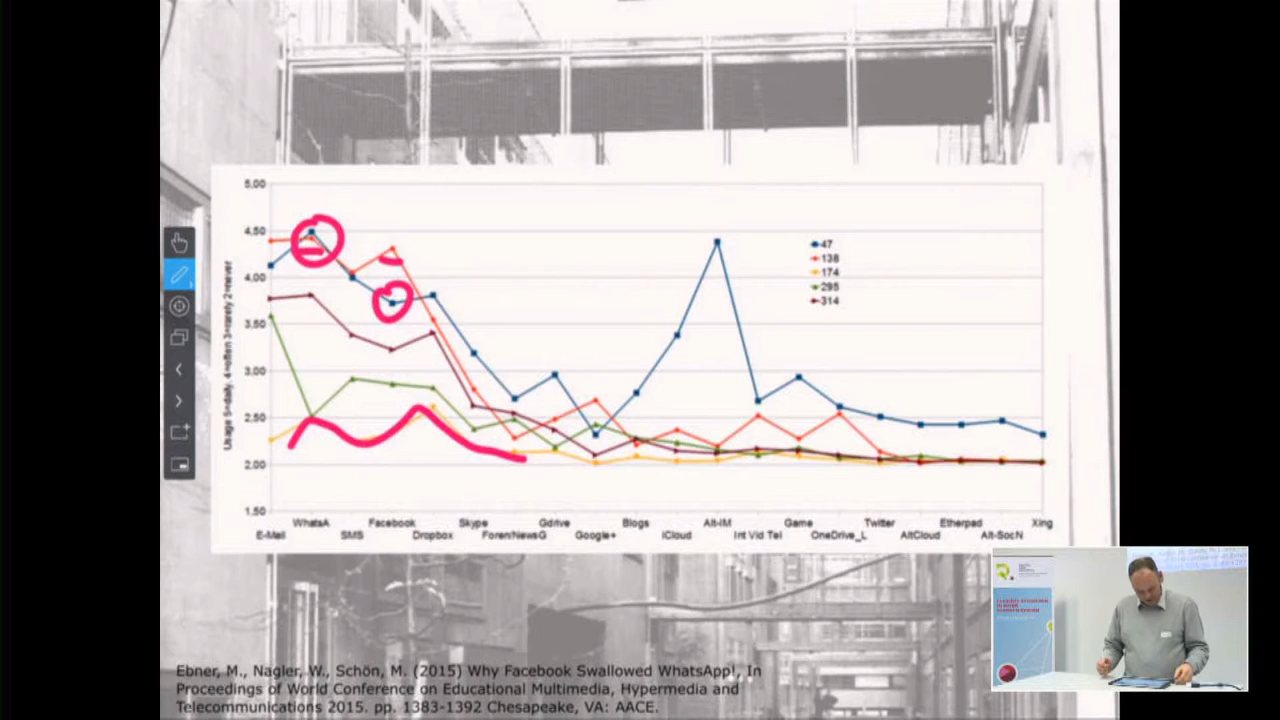 5,00
4,50
4,00
3,50
3,00
2,50
2,00
1,50
Usage 5=daily, 4=often 3=rarely 2=never
47
138
174
295
314
WhatsA Facebook Skype Gdrive Blogs Alt-IM Game Twitter Etherpad Xing
E-Mail SMS Dropbox Foren/NewsG Google+ iCloud Int Vid Tel OneDrive_L AltCloud Alt-SocN
Ebner, M., Nagler, W., Schön, M. (2015) Why Facebook Swallowed WhatsApp!, In
Proceedings of World Conference on Educational Multimedia, Hypermedia and
Telecommunications 2015. pp. 1383-1392 Chesapeake, VA: AACE.